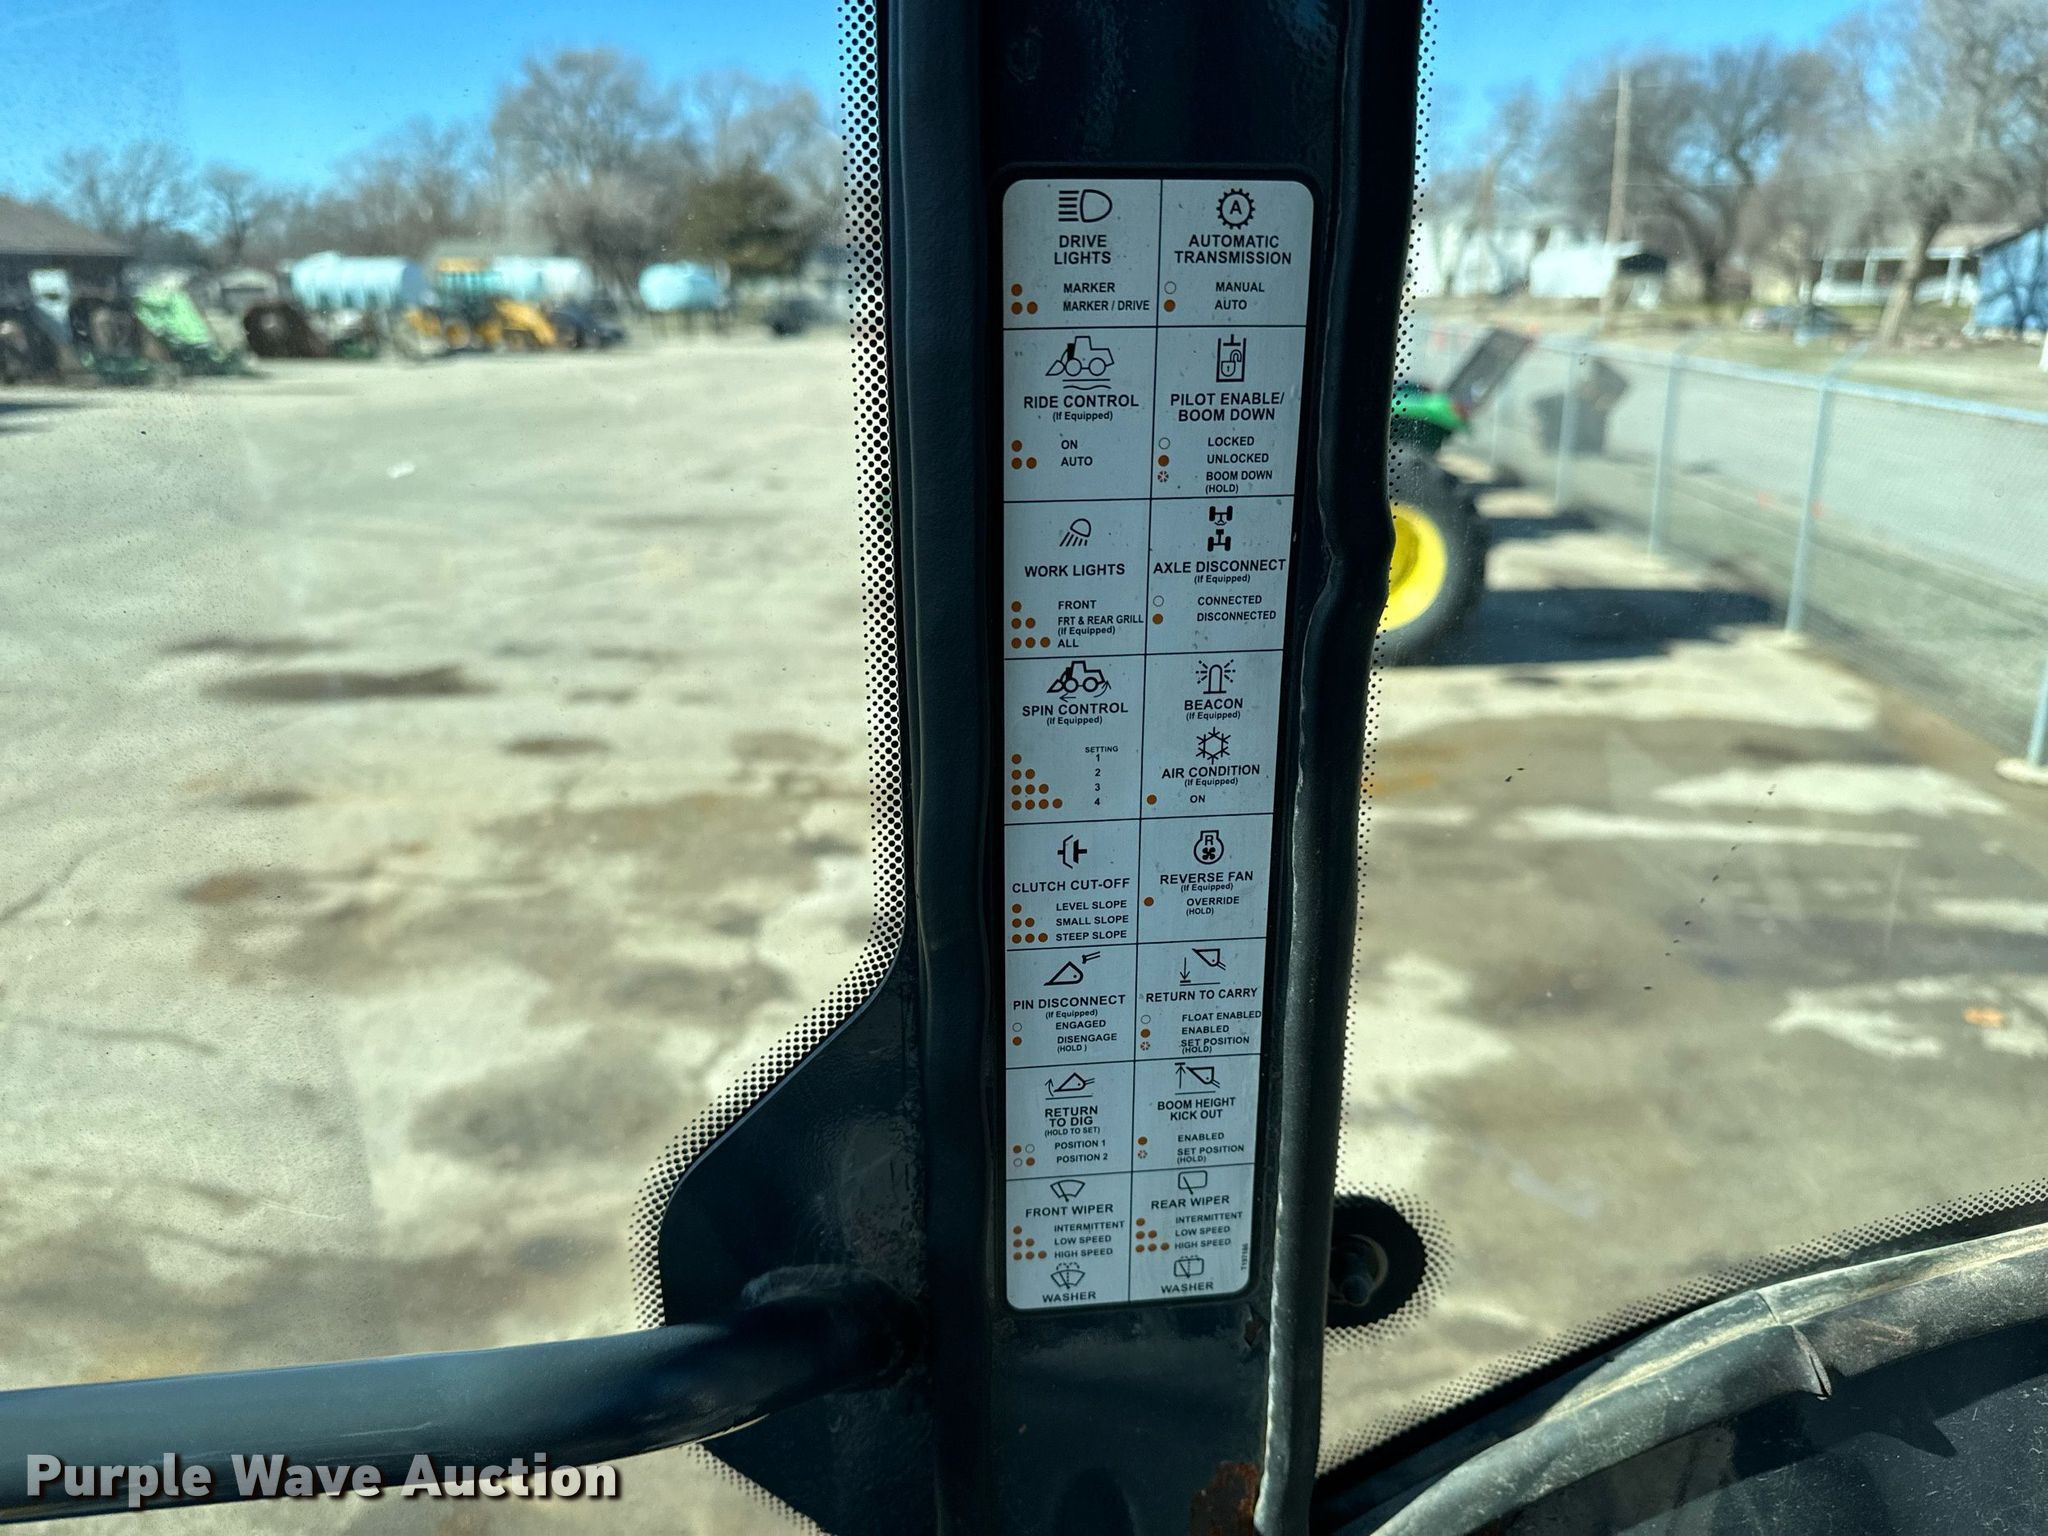 DRIVE
LIGHTS
MARKER
MARKER / DRIVE
A
AUTOMATIC
TRANSMISSION
MANUAL
AUTO
RIDE CONTROL
(If Equipped)
ON
AUTO
PILOT ENABLE/
BOOM DOWN
LOCKED
UNLOCKED
BOOM DOWN
(HOLD)
WORK LIGHTS
FRONT
FRT & REAR GRILL
(If Equipped)
ALL
AXLE DISCONNECT
(If Equipped)
CONNECTED
DISCONNECTED
SPIN CONTROL
(If Equipped)
SETTING
1
2
3
4
BEACON
(If Equipped)
AIR CONDITION
(If Equipped)
ON
CLUTCH CUT-OFF
LEVEL SLOPE
SMALL SLOPE
STEEP SLOPE
R
REVERSE FAN
(If Equipped)
OVERRIDE
(HOLD)
PIN DISCONNECT
(If Equipped)
ENGAGED
DISENGAGE
(HOLD )
RETURN TO CARRY
FLOAT ENABLED
ENABLED
SET POSITION
(HOLD)
RETURN
TO DIG
(HOLD TO SET)
POSITION 1
POSITION 2
BOOM HEIGHT
KICK OUT
ENABLED
SET POSITION
(HOLD)
FRONT WIPER
INTERMITTENT
LOW SPEED
HIGH SPEED
WASHER
REAR WIPER
INTERMITTENT
LOW SPEED
HIGH SPEED
WASHER
Purple Wave Auction